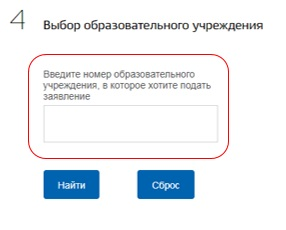 4 Выбор образовательного учреждения
Введите номер образовательного
учреждения, в которое хотите подать
заявление
Найти Сброс